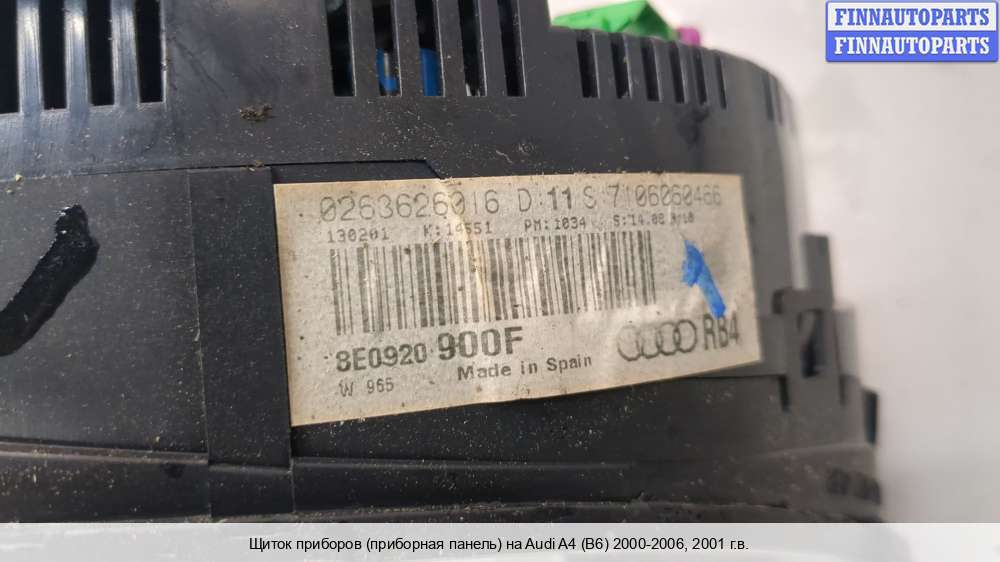 FINNAUTOPARTS
FINNAUTOPARTS
0263626016 D:11 S:7106060466
130201 K:14551 PM:1034 S:14.08
8E0920 900F
RB4
W 965 Made in Spain
Щиток приборов (приборная панель) на Audi A4 (B6) 2000-2006, 2001 г.в.